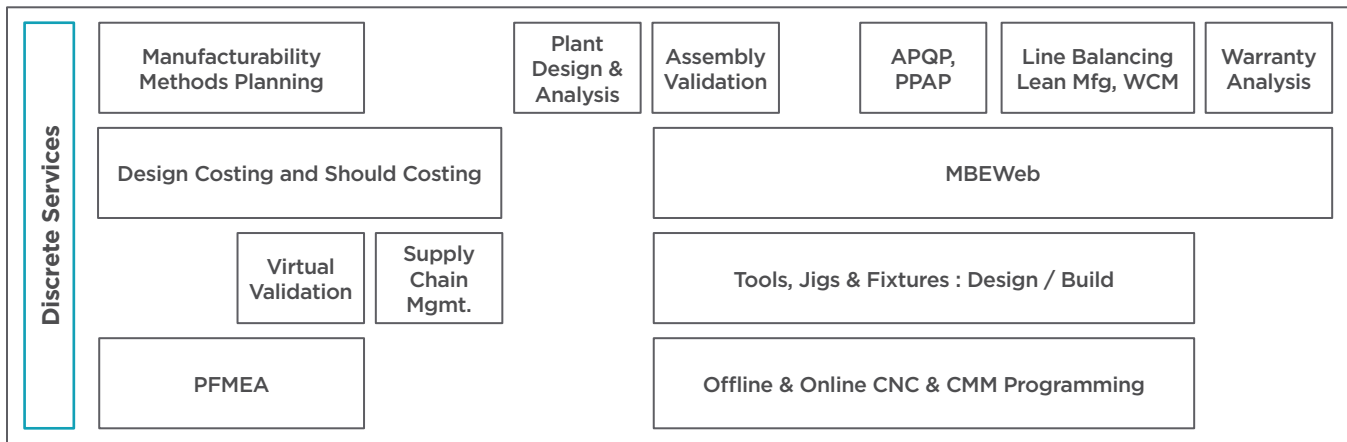 Discrete Services
Manufacturability
Methods Planning
Plant
Design &
Analysis
Assembly
Validation
APQP,
PPAP
Line Balancing
Lean Mfg, WCM
Warranty
Analysis
Design Costing and Should Costing
MBEWeb
Virtual
Validation
Supply
Chain
Mgmt.
Tools, Jigs & Fixtures : Design / Build
PFMEA
Offline & Online CNC & CMM Programming